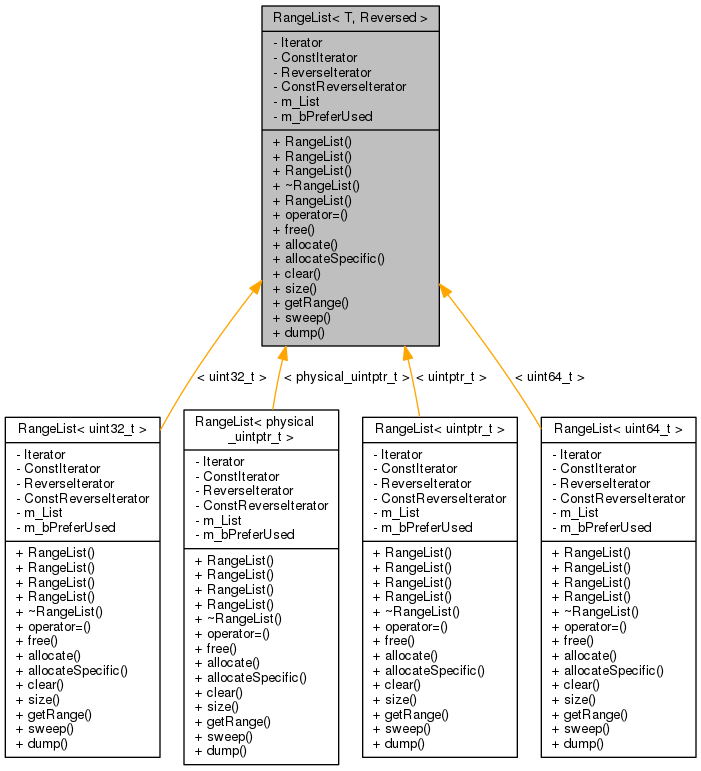 RangeList< T, Reversed >
- Iterator
- ConstIterator
- ReverseIterator
- ConstReverseIterator
- m_List
- m_bPreferUsed
+ RangeList()
+ RangeList()
+ RangeList()
+ ~RangeList()
+ RangeList()
+ operator=()
+ free()
+ allocate()
+ allocateSpecific()
+ clear()
+ size()
+ getRange()
+ sweep()
+ dump()
< uint32_t >
< physical_uintptr_t >
< uintptr_t >
< uint64_t >
RangeList< uint32_t >
- Iterator
- ConstIterator
- ReverseIterator
- ConstReverseIterator
- m_List
- m_bPreferUsed
+ RangeList()
+ RangeList()
+ RangeList()
+ RangeList()
+ ~RangeList()
+ operator=()
+ free()
+ allocate()
+ allocateSpecific()
+ clear()
+ size()
+ getRange()
+ sweep()
+ dump()
RangeList< physical
_uintptr_t >
- Iterator
- ConstIterator
- ReverseIterator
- ConstReverseIterator
- m_List
- m_bPreferUsed
+ RangeList()
+ RangeList()
+ RangeList()
+ RangeList()
+ ~RangeList()
+ operator=()
+ free()
+ allocate()
+ allocateSpecific()
+ clear()
+ size()
+ getRange()
+ sweep()
+ dump()
RangeList< uintptr_t >
- Iterator
- ConstIterator
- ReverseIterator
- ConstReverseIterator
- m_List
- m_bPreferUsed
+ RangeList()
+ RangeList()
+ RangeList()
+ RangeList()
+ ~RangeList()
+ operator=()
+ free()
+ allocate()
+ allocateSpecific()
+ clear()
+ size()
+ getRange()
+ sweep()
+ dump()
RangeList< uint64_t >
- Iterator
- ConstIterator
- ReverseIterator
- ConstReverseIterator
- m_List
- m_bPreferUsed
+ RangeList()
+ RangeList()
+ RangeList()
+ RangeList()
+ ~RangeList()
+ operator=()
+ free()
+ allocate()
+ allocateSpecific()
+ clear()
+ size()
+ getRange()
+ sweep()
+ dump()